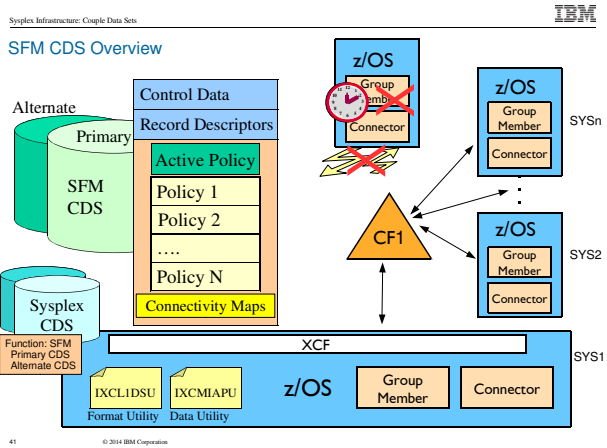 Sysplex Infrastructure: Couple Data Sets
IBM
SFM CDS Overview
Alternate
Primary
SFM
CDS
Control Data
Record Descriptors
Active Policy
Policy 1
Policy 2
....
Policy N
Connectivity Maps
Sysplex
CDS
Function: SFM
Primary CDS
Alternate CDS
z/OS
Group
Member
Connector
CF1
z/OS
Group
Member
Connector
SYSn
z/OS
Group
Member
Connector
SYS2
XCF
SYS1
IXCL1DSU
Format Utility
IXCMIAPU
Data Utility
z/OS
Group
Member
Connector
41
© 2014 IBM Corporation